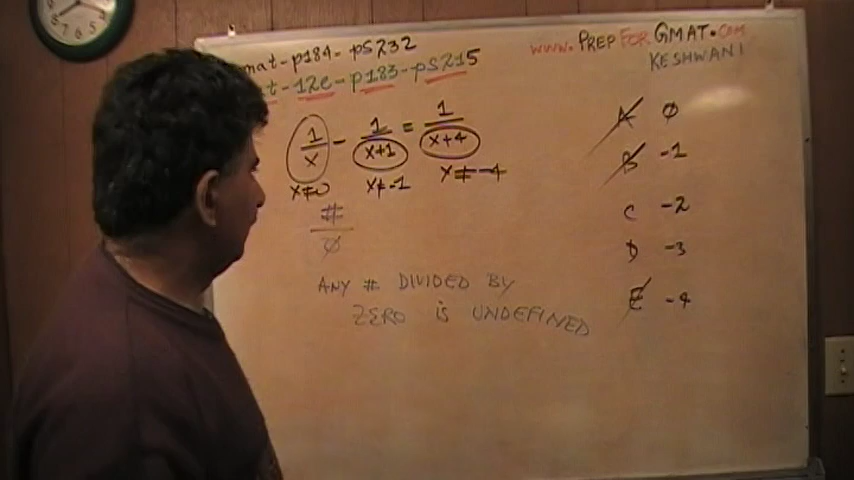 mat-p184-ps232
www.PREPFORGMAT.COM
KESHWANI
t-12e-p183-ps215
1/x - 1/(x+1) = 1/(x+4)
x≠0 x≠-1 x≠-4
#/0
ANY # DIVIDED BY
ZERO is UNDEFINED
A 0
B -1
C -2
D -3
E -4